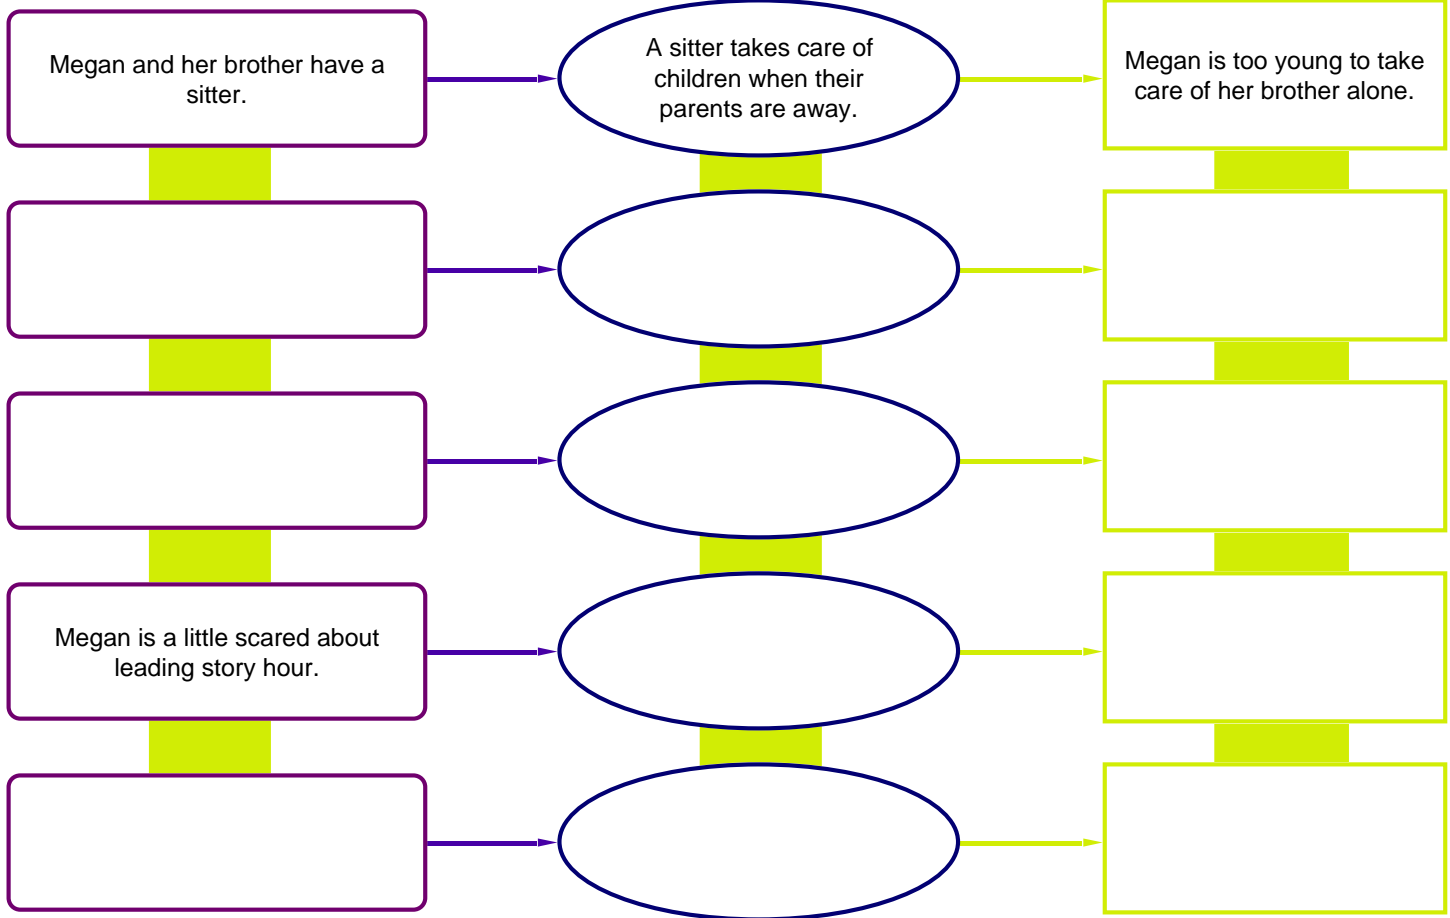 Megan and her brother have a
sitter.
A sitter takes care of
children when their
parents are away.
Megan is too young to take
care of her brother alone.
Megan is a little scared about
leading story hour.